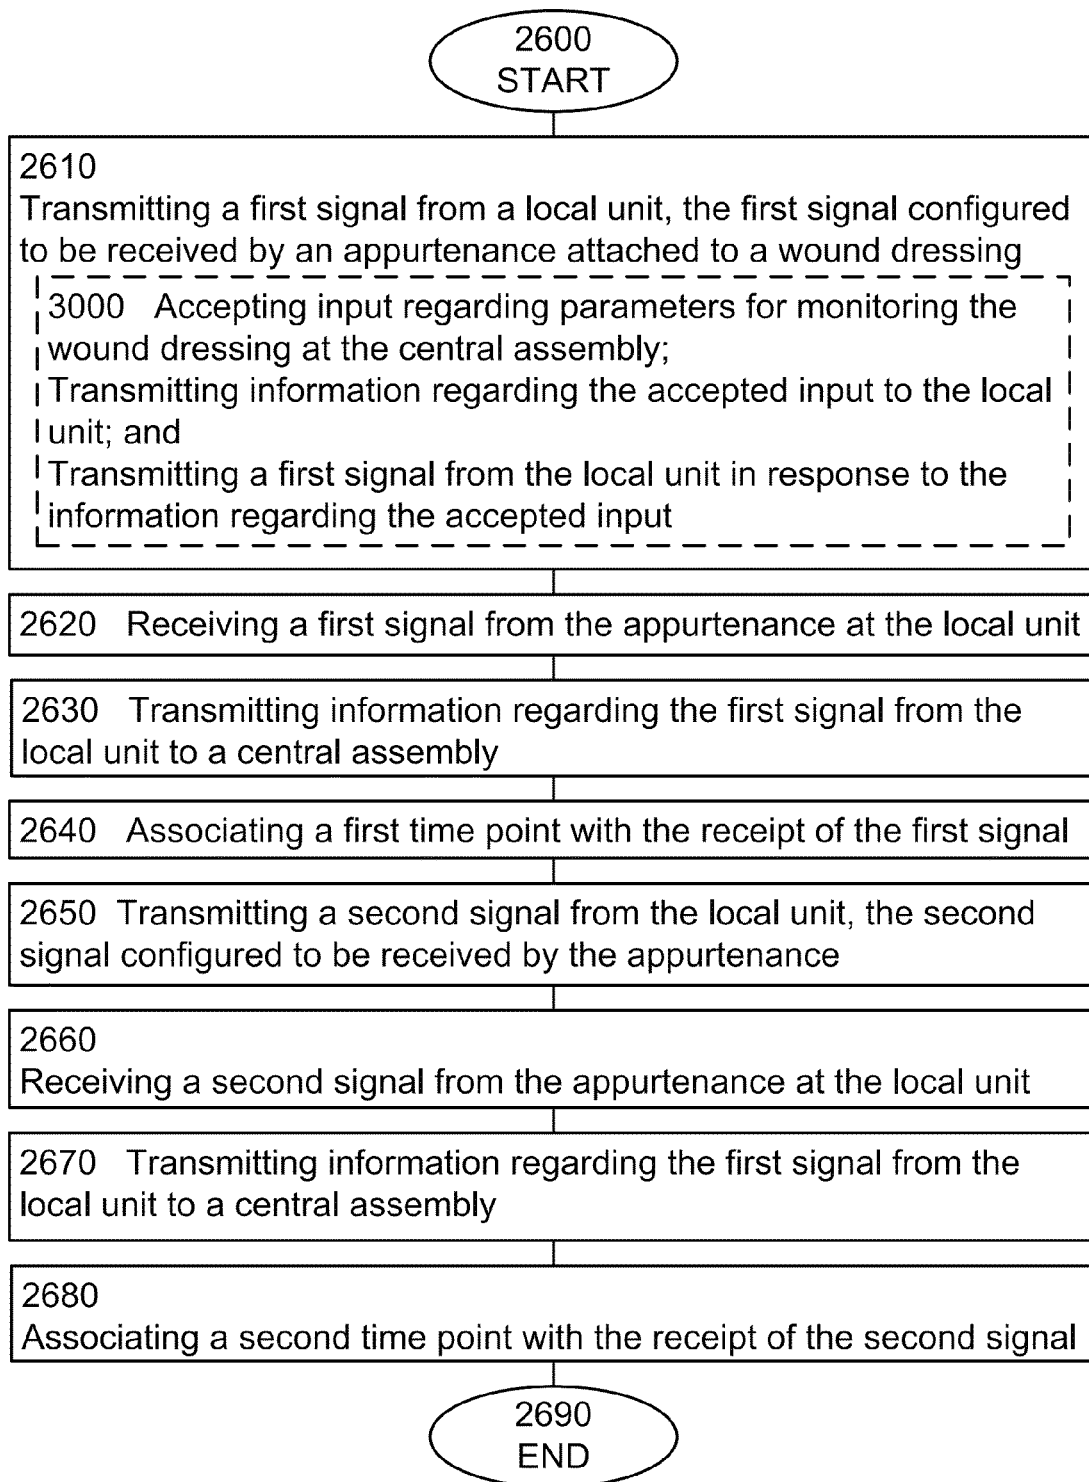 2600
START
2610
Transmitting a first signal from a local unit, the first signal configured
to be received by an appurtenance attached to a wound dressing
3000 Accepting input regarding parameters for monitoring the
wound dressing at the central assembly;
Transmitting information regarding the accepted input to the local
unit; and
Transmitting a first signal from the local unit in response to the
information regarding the accepted input
2620 Receiving a first signal from the appurtenance at the local unit
2630 Transmitting information regarding the first signal from the
local unit to a central assembly
2640 Associating a first time point with the receipt of the first signal
2650 Transmitting a second signal from the local unit, the second
signal configured to be received by the appurtenance
2660
Receiving a second signal from the appurtenance at the local unit
2670 Transmitting information regarding the first signal from the
local unit to a central assembly
2680
Associating a second time point with the receipt of the second signal
2690
END